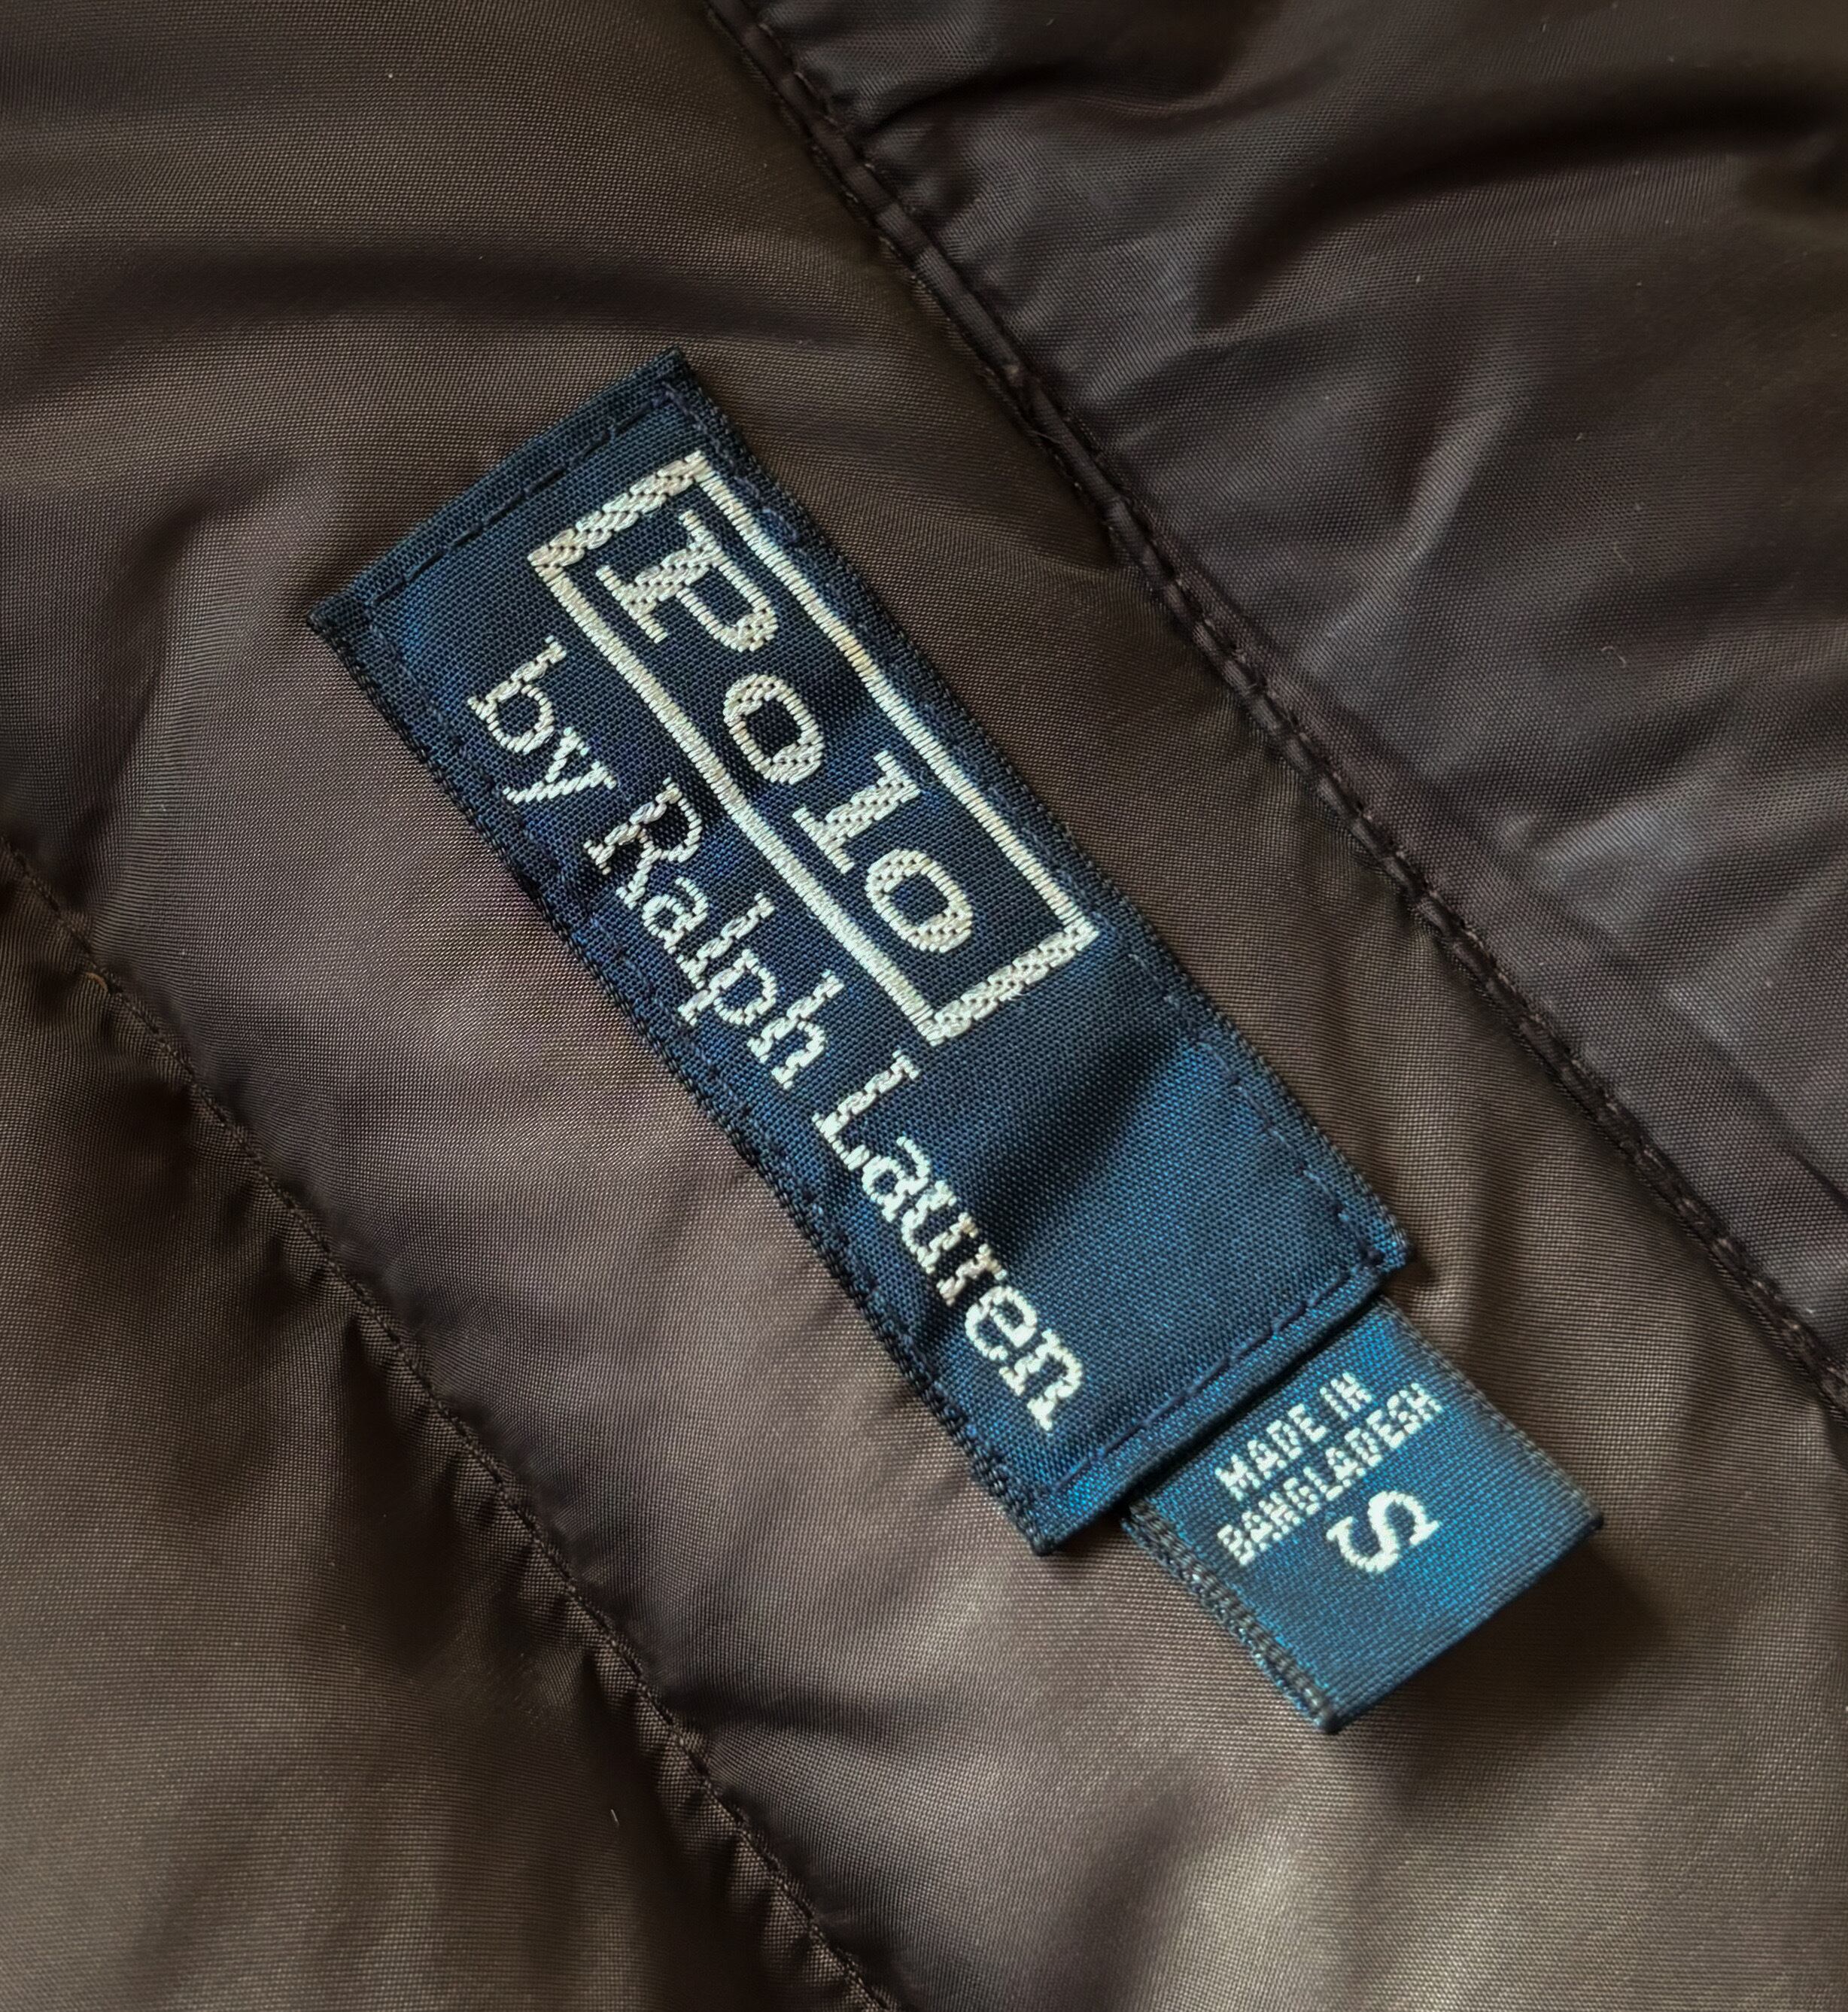 Polo
by Ralph Lauren
MADE IN
BANGLADESH
S